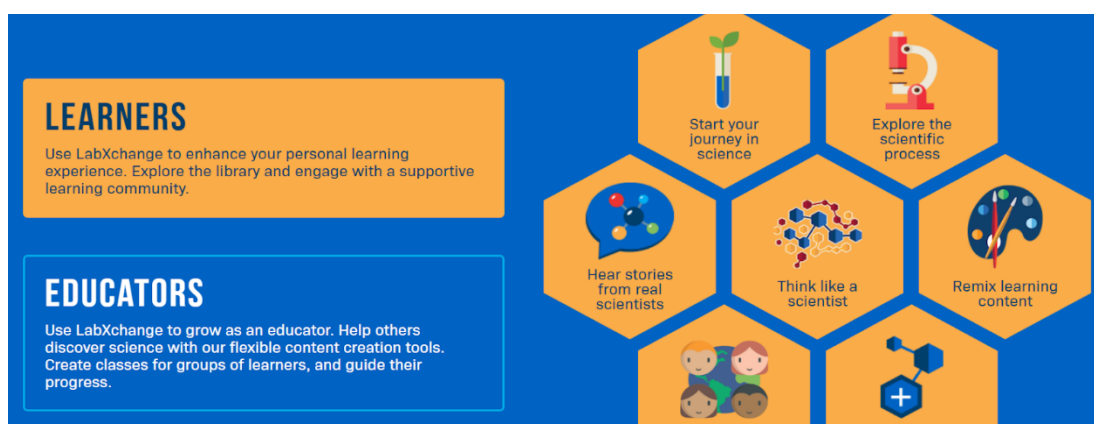 LEARNERS
Use LabXchange to enhance your personal learning
experience. Explore the library and engage with a supportive
learning community.
EDUCATORS
Use LabXchange to grow as an educator. Help others
discover science with our flexible content creation tools.
Create classes for groups of learners, and guide their
progress.
Start your
journey in
science
Explore the
scientific
process
Hear stories
from real
scientists
Think like a
scientist
Remix learning
content